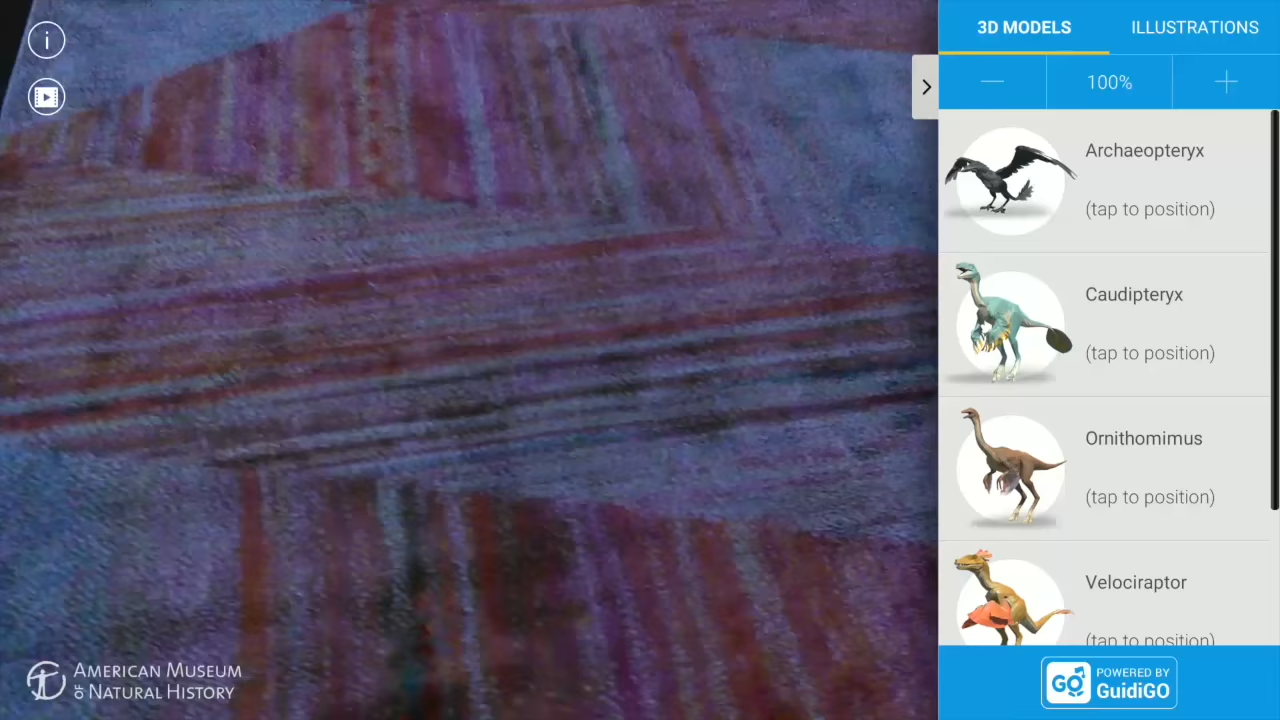 i
3D MODELS
ILLUSTRATIONS
100%
Archaeopteryx
(tap to position)
Caudipteryx
(tap to position)
Ornithomimus
(tap to position)
Velociraptor
(tap to position)
AMERICAN MUSEUM
OF NATURAL HISTORY
GO
POWERED BY
GuidiGO